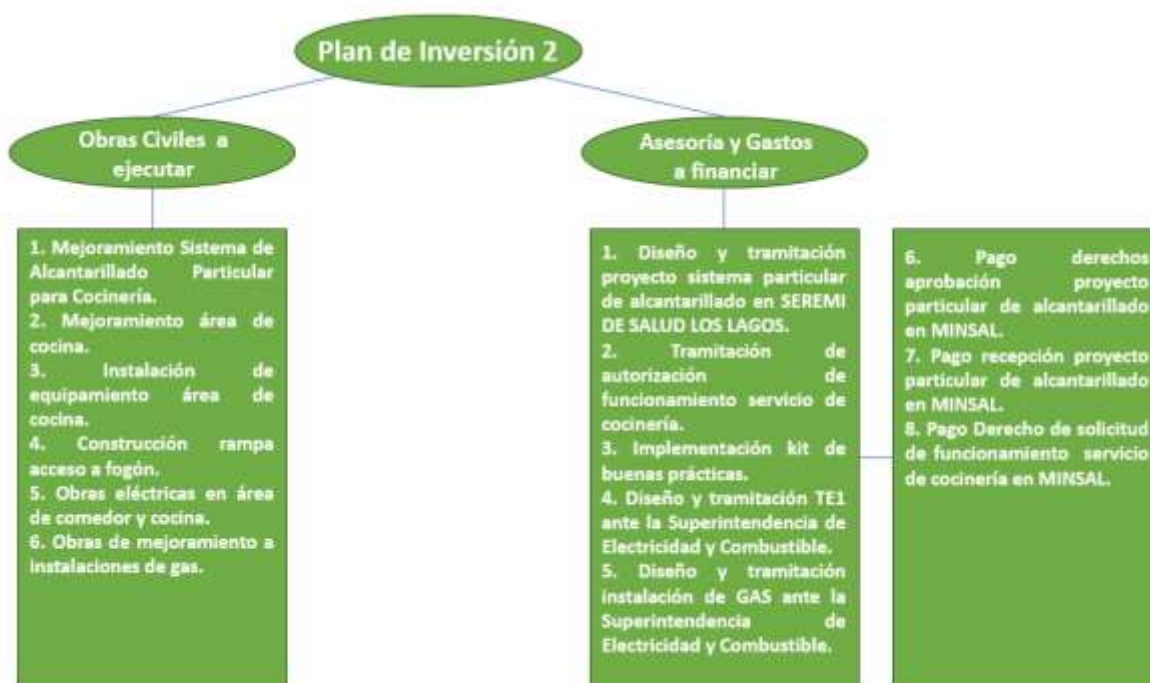 Plan de Inversión 2
Obras Civiles a
ejecutar
Asesoría y Gastos
a financiar
1. Mejoramiento Sistema de
Alcantarillado Particular
para Cocinería.
2. Mejoramiento área de
cocina.
3. Instalación de
equipamiento área de
cocina.
4. Construcción rampa
acceso a fogón.
5. Obras eléctricas en área
de comedor y cocina.
6. Obras de mejoramiento a
instalaciones de gas.
1. Diseño y tramitación
proyecto sistema particular
de alcantarillado en SEREMI
DE SALUD LOS LAGOS.
2. Tramitación de
autorización de
funcionamiento servicio de
cocinería.
3. Implementación kit de
buenas prácticas.
4. Diseño y tramitación TE1
ante la Superintendencia de
Electricidad y Combustible.
5. Diseño y tramitación
instalación de GAS ante la
Superintendencia de
Electricidad y Combustible.
6. Pago derechos
aprobación proyecto
particular de alcantarillado
en MINSAL.
7. Pago recepción proyecto
particular de alcantarillado
en MINSAL.
8. Pago Derecho de solicitud
de funcionamiento servicio
de cocinería en MINSAL.